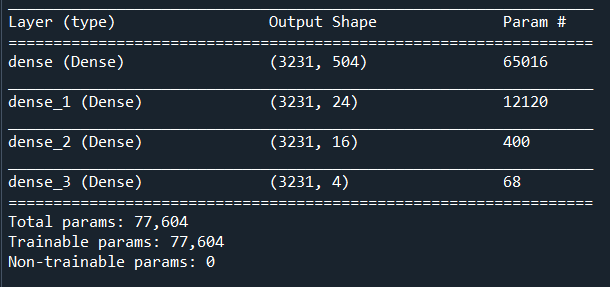 Layer (type) Output Shape Param #
=================================================================
dense (Dense) (3231, 504) 65016
dense_1 (Dense) (3231, 24) 12120
dense_2 (Dense) (3231, 16) 400
dense_3 (Dense) (3231, 4) 68
=================================================================
Total params: 77,604
Trainable params: 77,604
Non-trainable params: 0